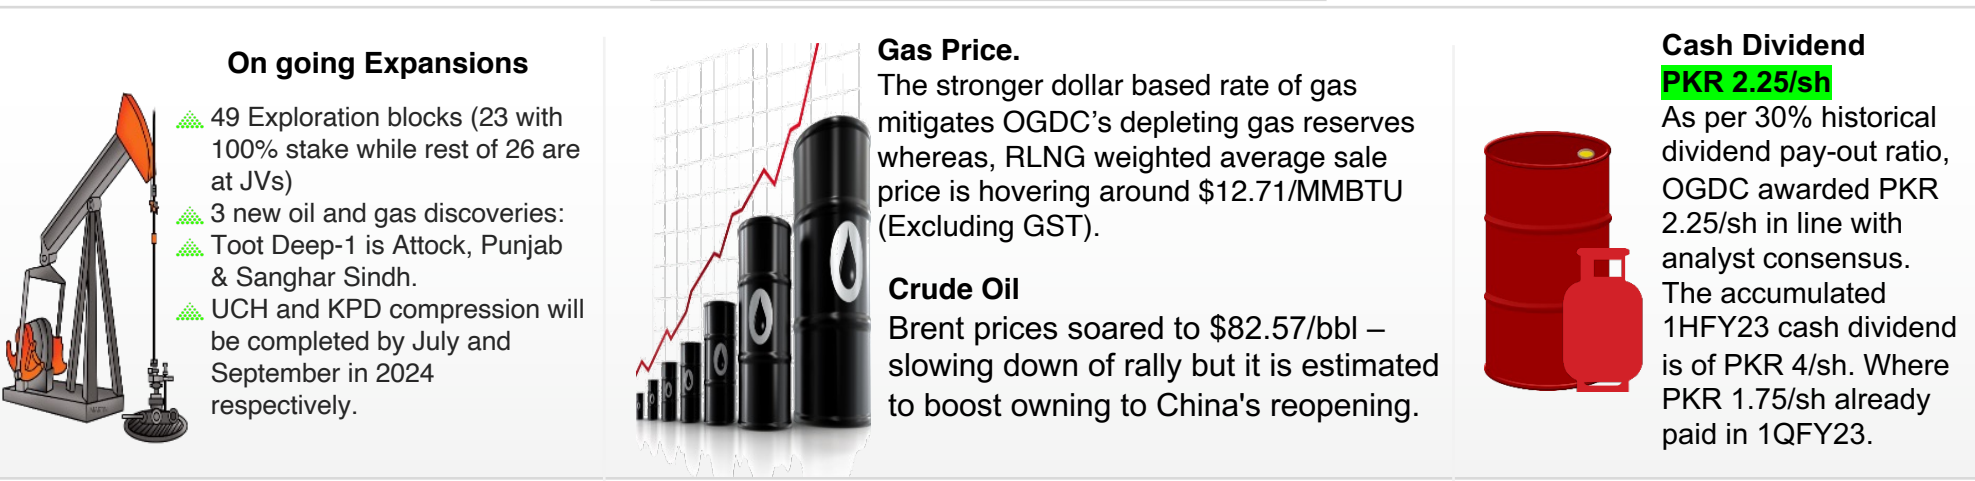 On going Expansions
49 Exploration blocks (23 with
100% stake while rest of 26 are
at JVs)
3 new oil and gas discoveries:
Toot Deep-1 is Attock, Punjab
& Sanghar Sindh.
UCH and KPD compression will
be completed by July and
September in 2024
respectively.
Gas Price.
The stronger dollar based rate of gas
mitigates OGDC’s depleting gas reserves
whereas, RLNG weighted average sale
price is hovering around $12.71/MMBTU
(Excluding GST).
Crude Oil
Brent prices soared to $82.57/bbl –
slowing down of rally but it is estimated
to boost owning to China's reopening.
Cash Dividend
PKR 2.25/sh
As per 30% historical
dividend pay-out ratio,
OGDC awarded PKR
2.25/sh in line with
analyst consensus.
The accumulated
1HFY23 cash dividend
is of PKR 4/sh. Where
PKR 1.75/sh already
paid in 1QFY23.